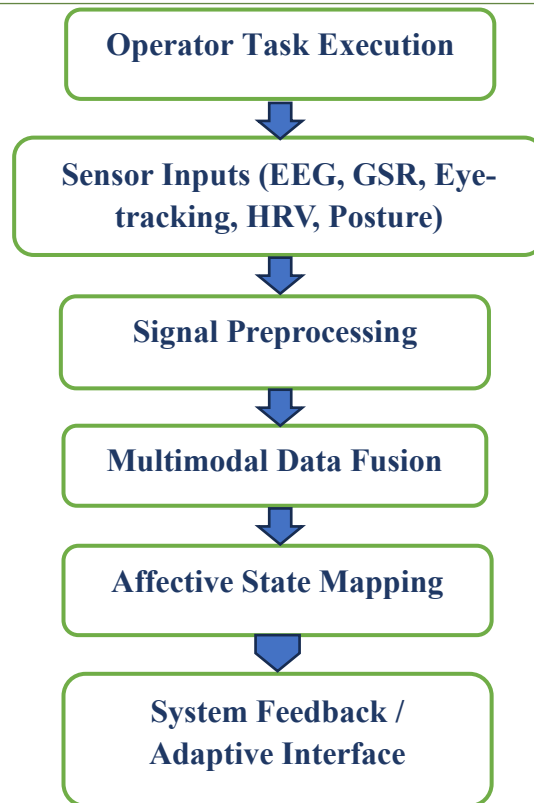 Operator Task Execution
Sensor Inputs (EEG, GSR, Eye-
tracking, HRV, Posture)
Signal Preprocessing
Multimodal Data Fusion
Affective State Mapping
System Feedback /
Adaptive Interface